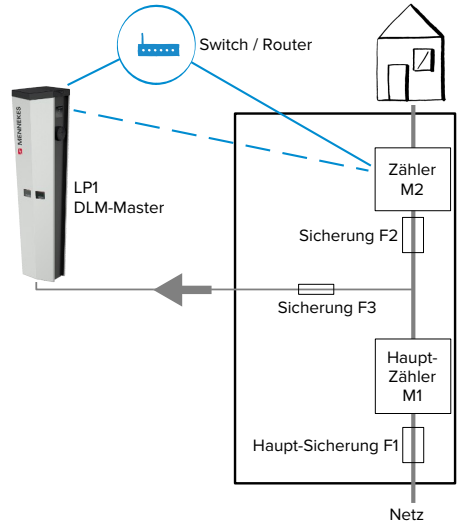 Switch / Router
MENNEKES
LP1
DLM-Master
Zähler
M2
Sicherung F2
Sicherung F3
Haupt-
Zähler
M1
Haupt-Sicherung F1
Netz